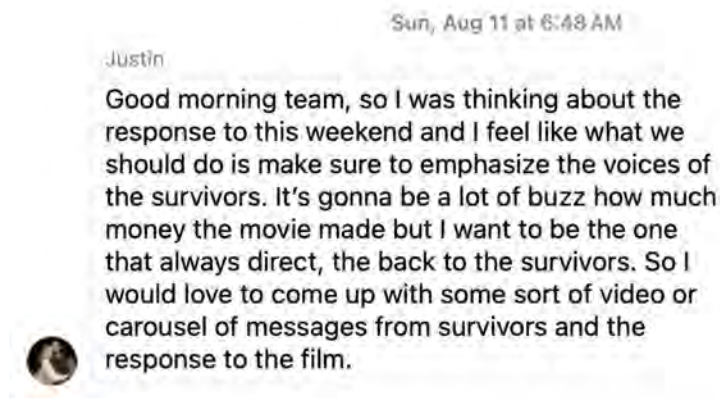 Sun, Aug 11 at 6:48 AM
Justin
Good morning team, so I was thinking about the
response to this weekend and I feel like what we
should do is make sure to emphasize the voices of
the survivors. It's gonna be a lot of buzz how much
money the movie made but I want to be the one
that always direct, the back to the survivors. So I
would love to come up with some sort of video or
carousel of messages from survivors and the
response to the film.